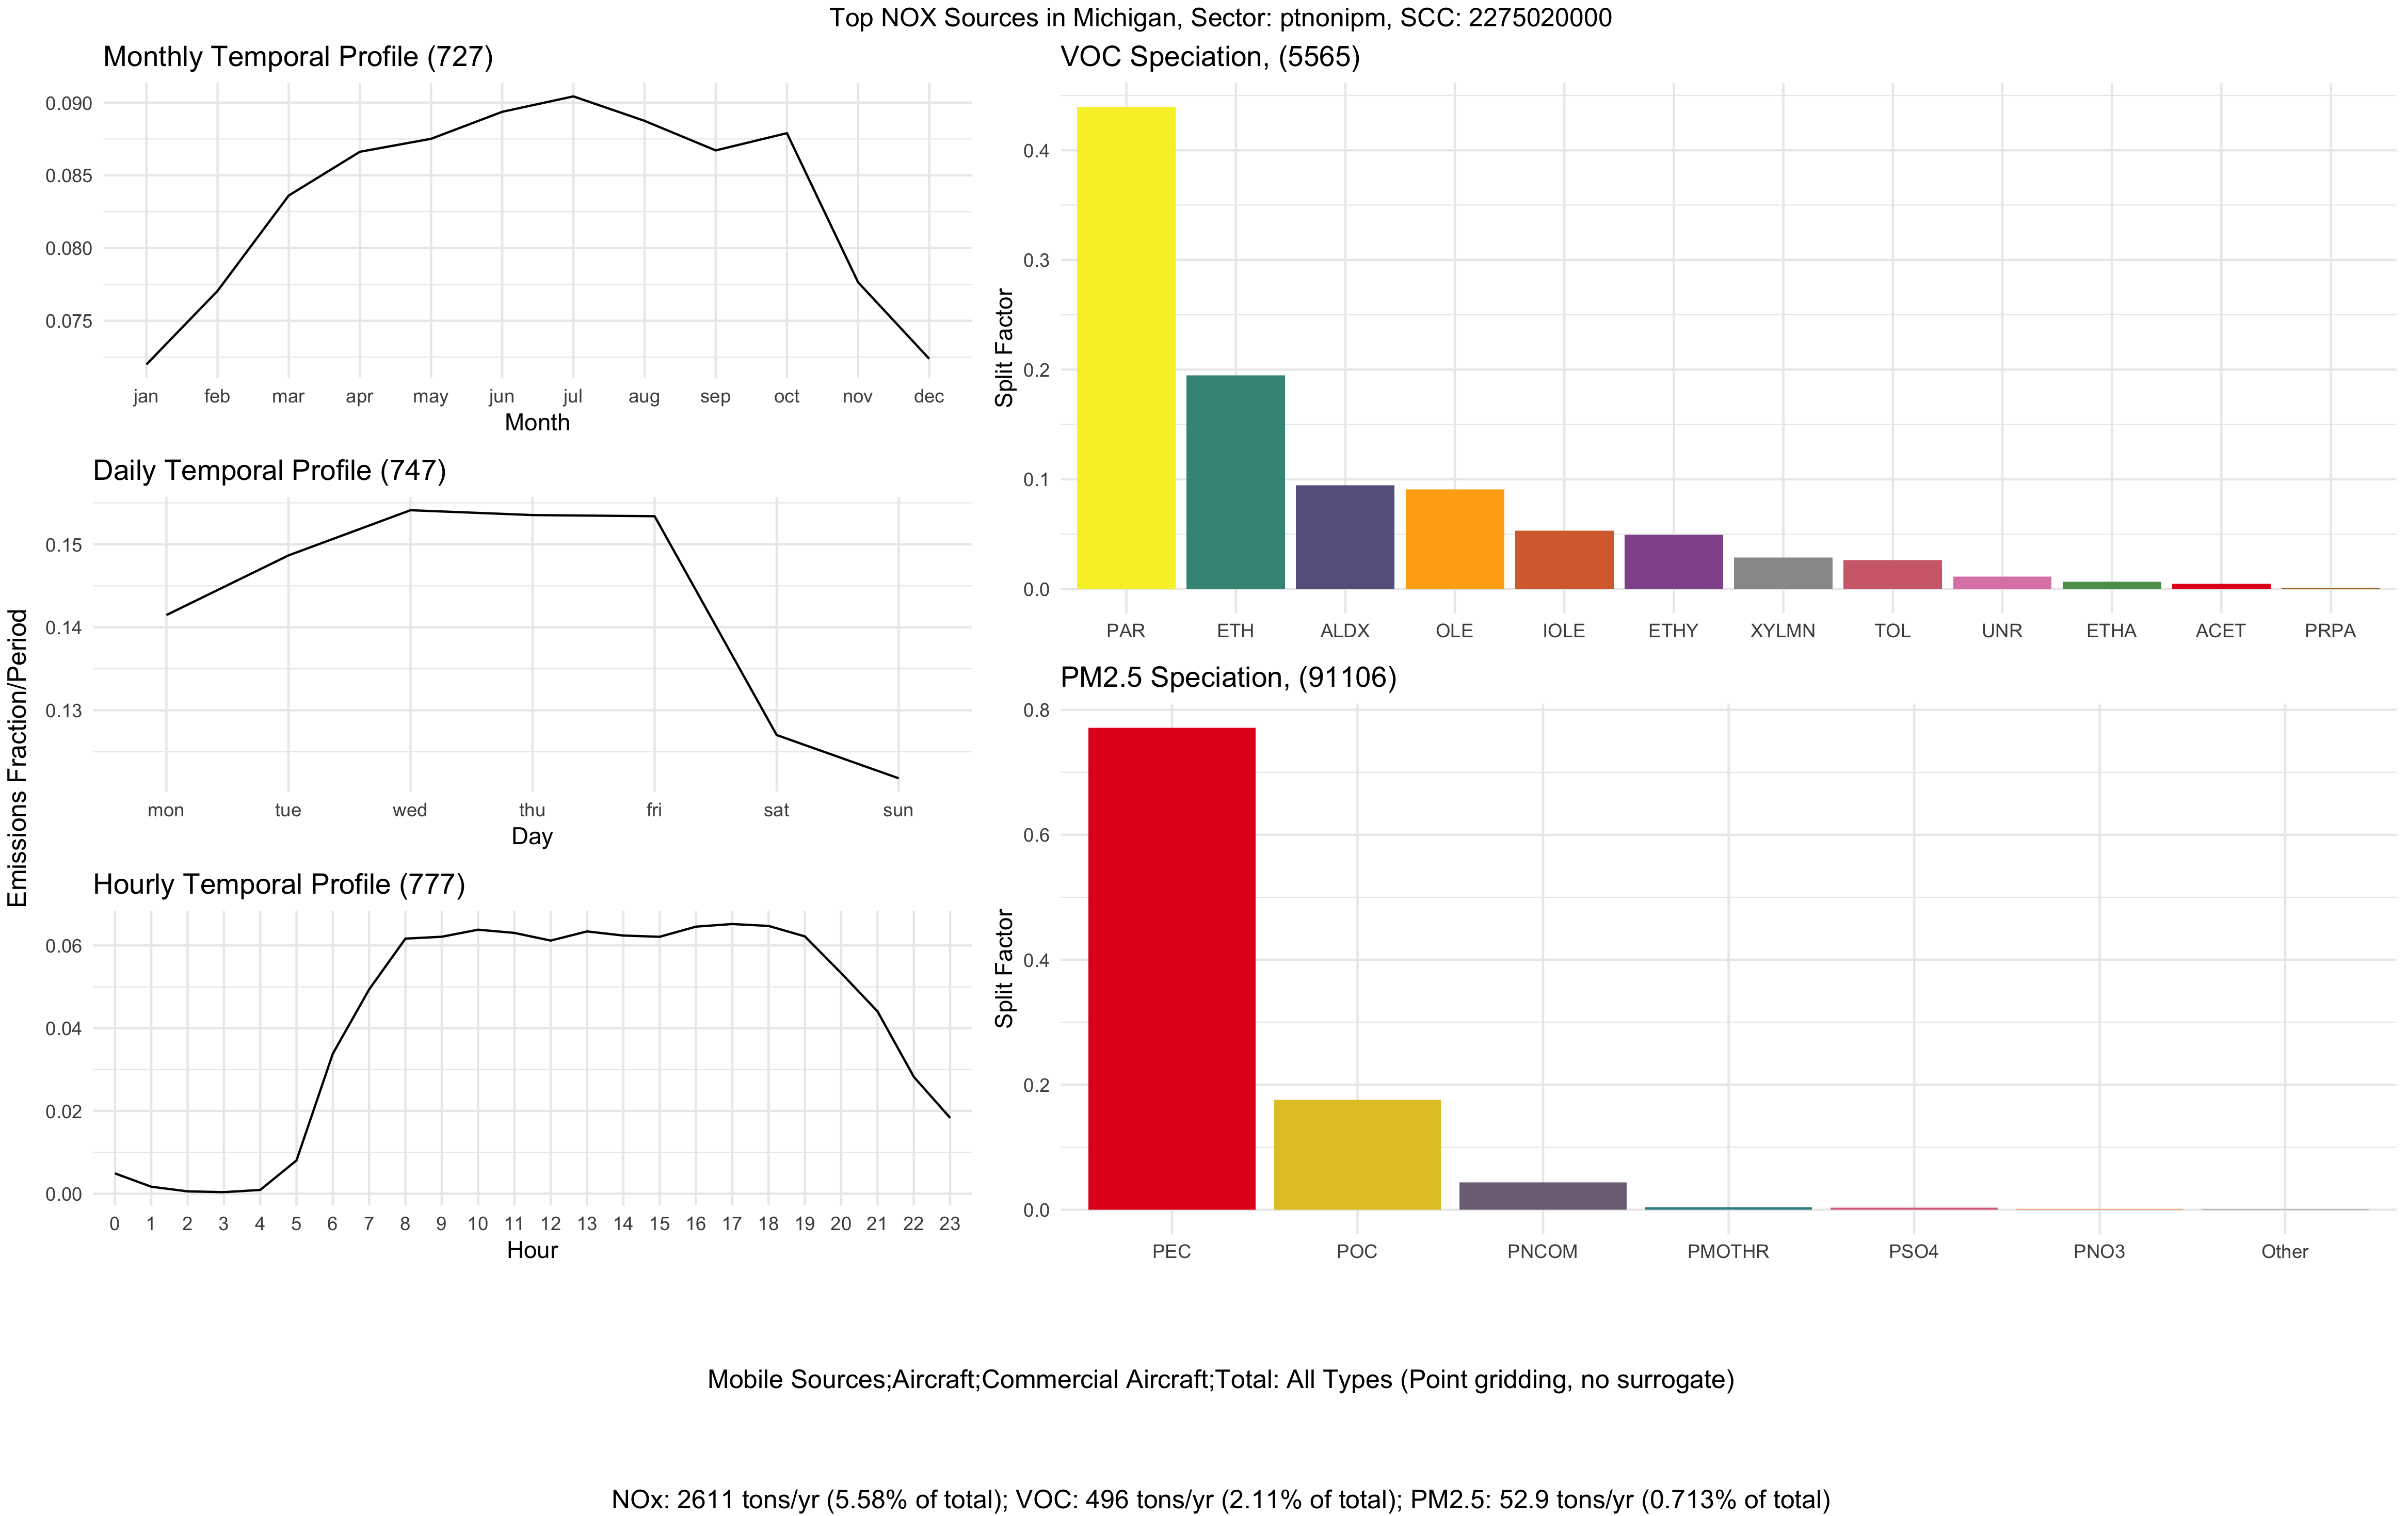 Top NOX Sources in Michigan, Sector: ptnonipm, SCC: 2275020000
Emissions Fraction/Period
Monthly Temporal Profile (727)
0.090
0.085
0.080
0.075
jan feb mar apr may jun jul aug sep oct nov dec
Month
Daily Temporal Profile (747)
0.15
0.14
0.13
mon tue wed thu fri sat sun
Day
Hourly Temporal Profile (777)
0.06
0.04
0.02
0.00
0 1 2 3 4 5 6 7 8 9 10 11 12 13 14 15 16 17 18 19 20 21 22 23
Hour
VOC Speciation, (5565)
Split Factor
0.4
0.3
0.2
0.1
0.0
PAR ETH ALDX OLE IOLE ETHY XYLMN TOL UNR ETHA ACET PRPA
PM2.5 Speciation, (91106)
Split Factor
0.8
0.6
0.4
0.2
0.0
PEC POC PNCOM PMOTHR PSO4 PNO3 Other
Mobile Sources;Aircraft;Commercial Aircraft;Total: All Types (Point gridding, no surrogate)
NOx: 2611 tons/yr (5.58% of total); VOC: 496 tons/yr (2.11% of total); PM2.5: 52.9 tons/yr (0.713% of total)